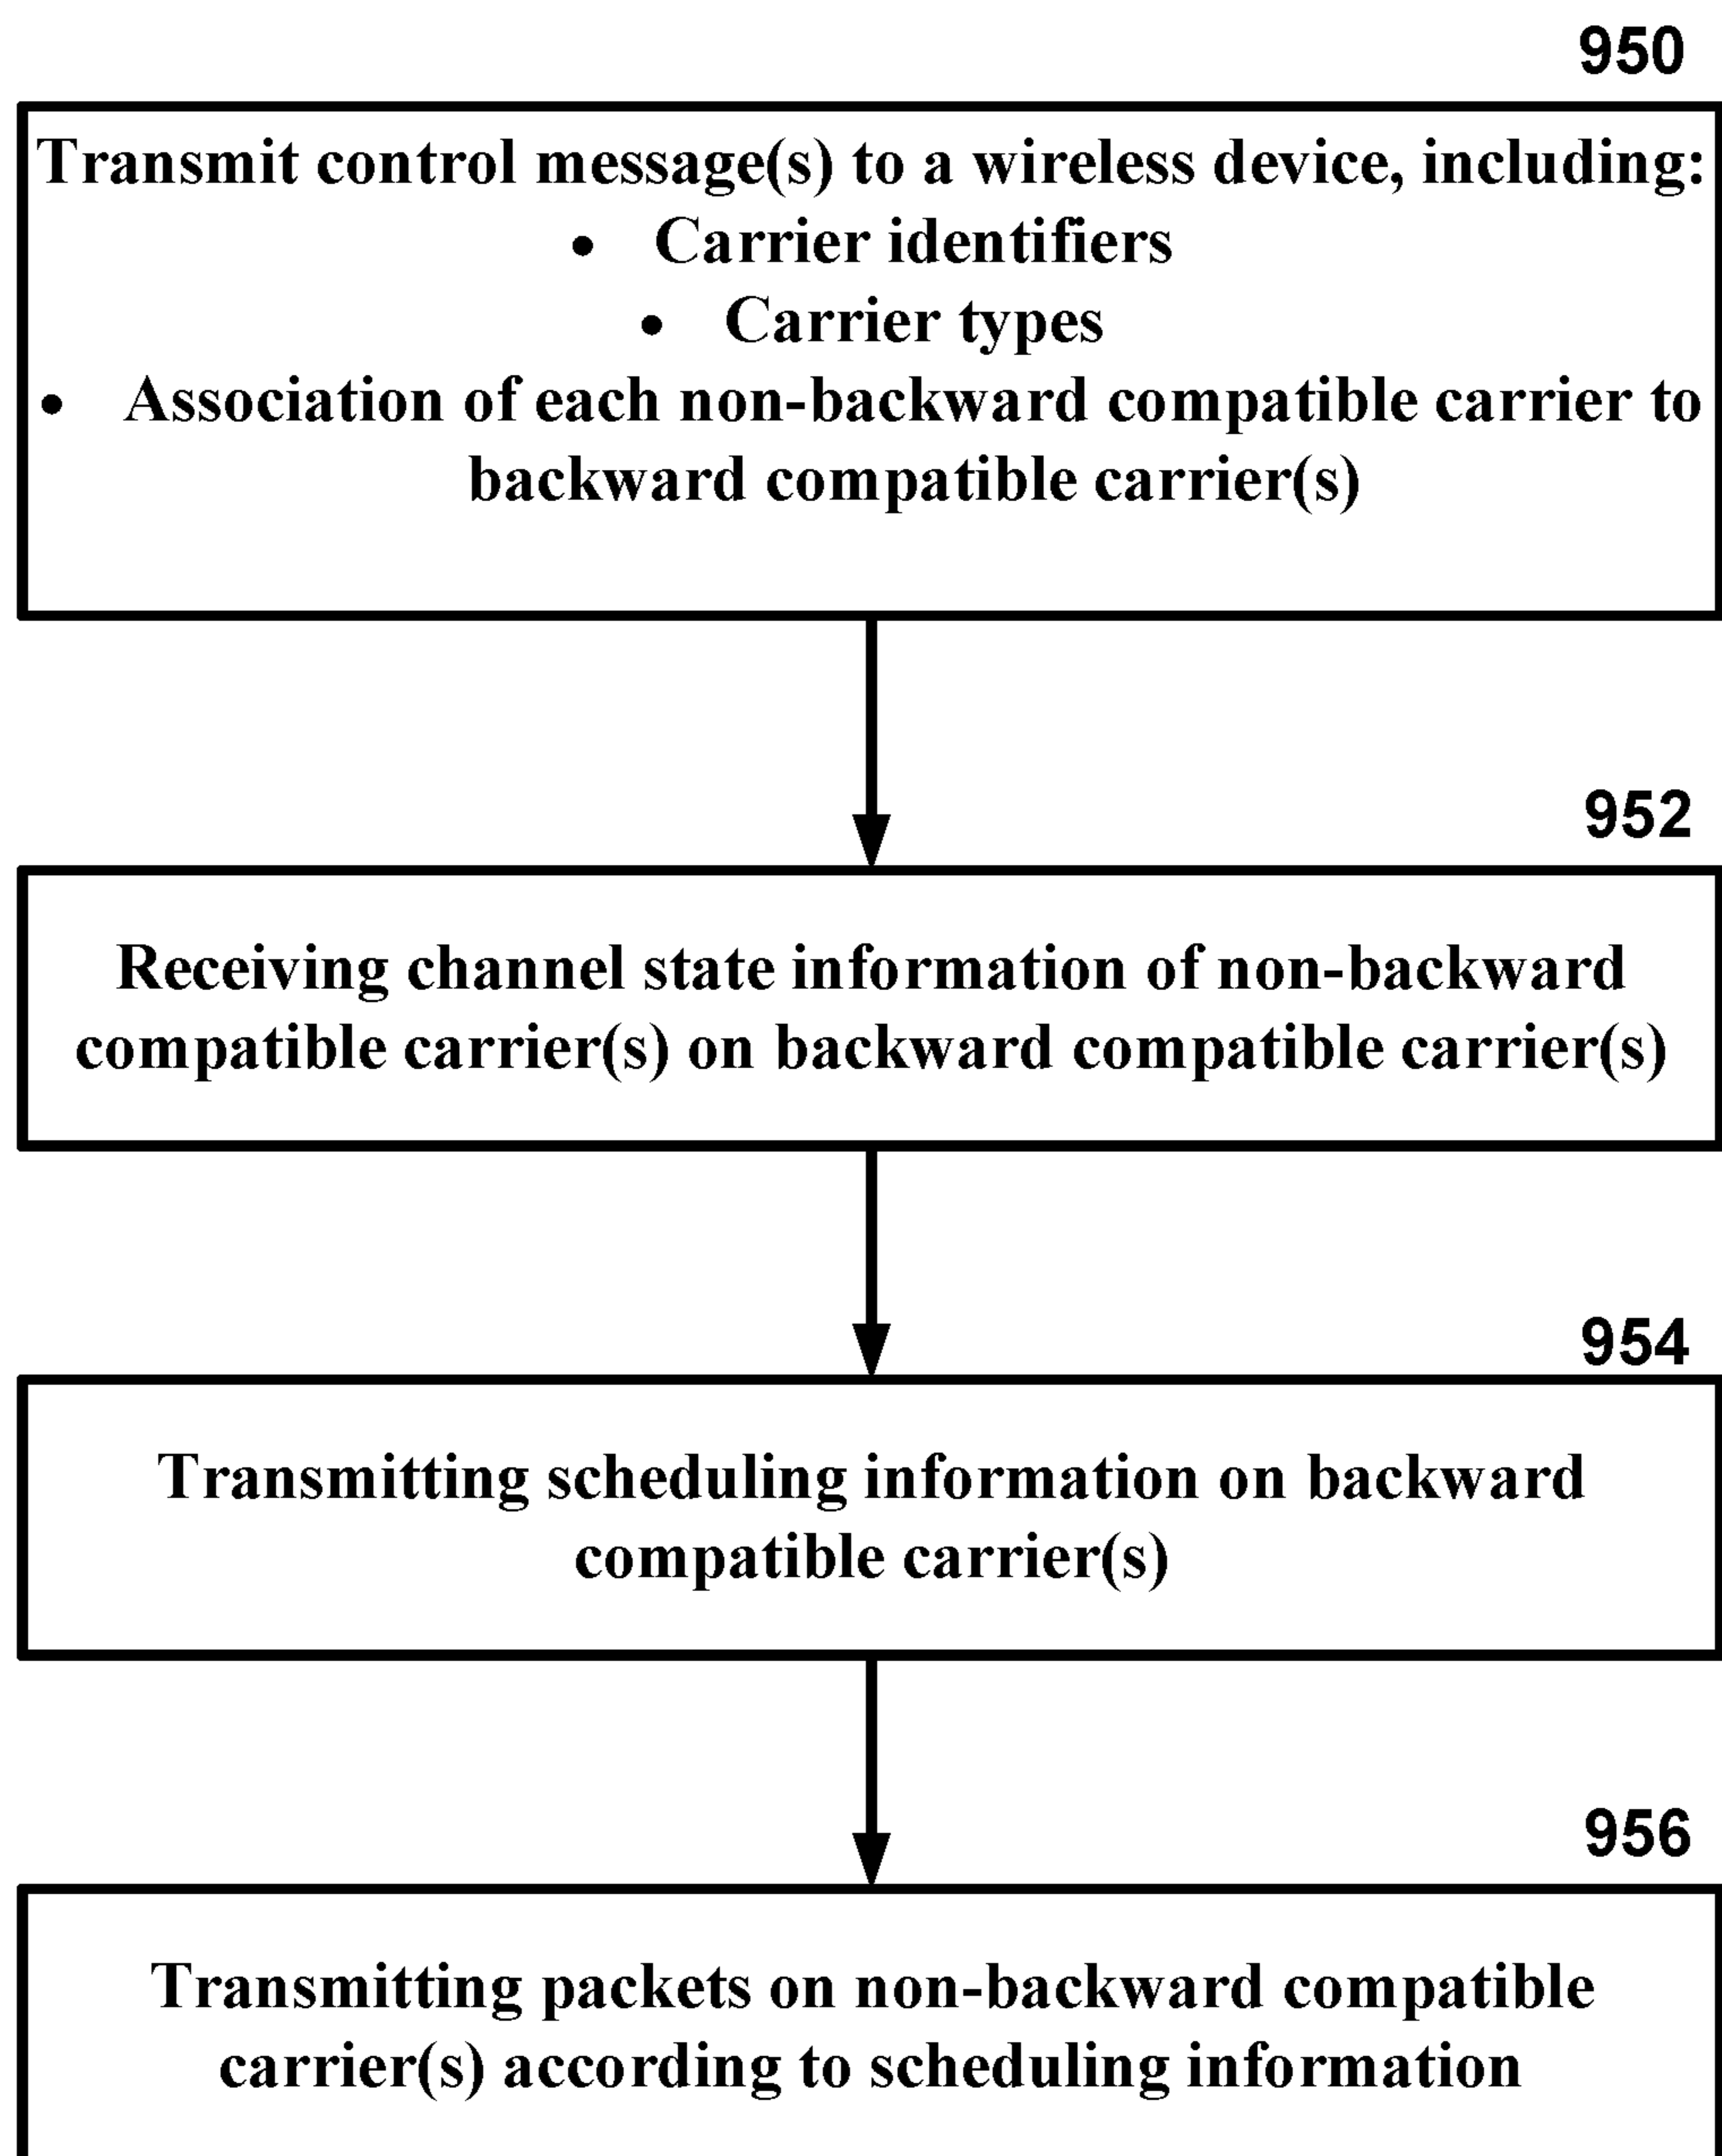 950
Transmit control message(s) to a wireless device, including:
• Carrier identifiers
• Carrier types
• Association of each non-backward compatible carrier to
backward compatible carrier(s)
952
Receiving channel state information of non-backward
compatible carrier(s) on backward compatible carrier(s)
954
Transmitting scheduling information on backward
compatible carrier(s)
956
Transmitting packets on non-backward compatible
carrier(s) according to scheduling information